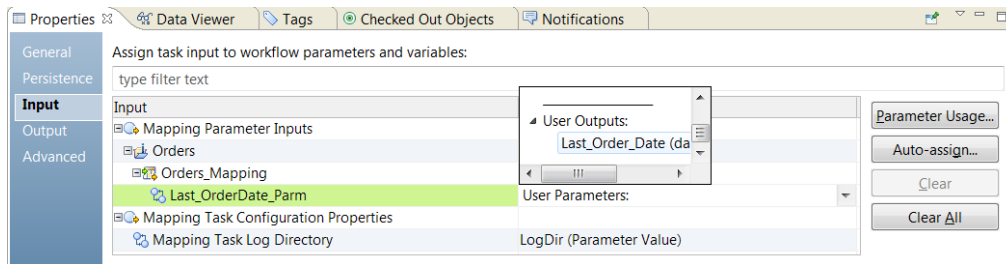 Properties Data Viewer Tags Checked Out Objects Notifications
General
Persistence
Input
Output
Advanced
Assign task input to workflow parameters and variables:
type filter text
Input
User Outputs:
Last_Order_Date (da
Mapping Parameter Inputs
Orders
Orders_Mapping
Last_OrderDate_Parm User Parameters:
Mapping Task Configuration Properties
Mapping Task Log Directory LogDir (Parameter Value)
Parameter Usage...
Auto-assign...
Clear
Clear All